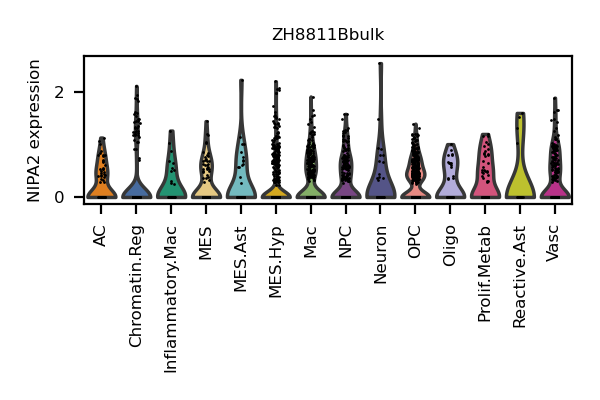 ZH8811Bbulk
NIPA2 expression
2
0
AC
Chromatin.Reg
Inflammatory.Mac
MES
MES.Ast
MES.Hyp
Mac
NPC
Neuron
OPC
Oligo
Prolif.Metab
Reactive.Ast
Vasc